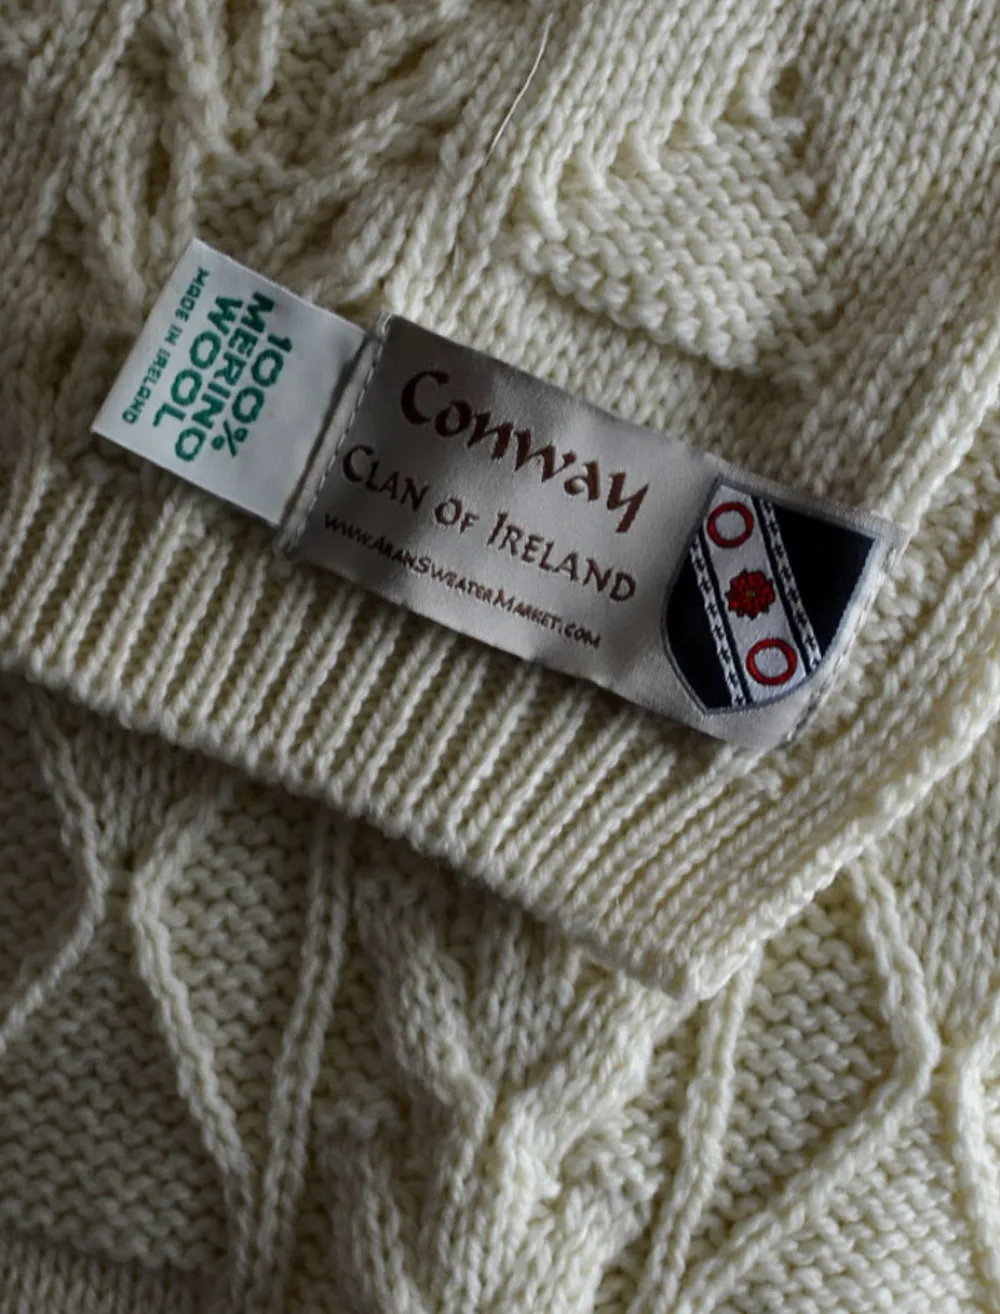 100%
MERINO
WOOL
MADE IN IRELAND
Conway
CLAN OF IRELAND
WWW.ARANSWEATERMARKET.COM